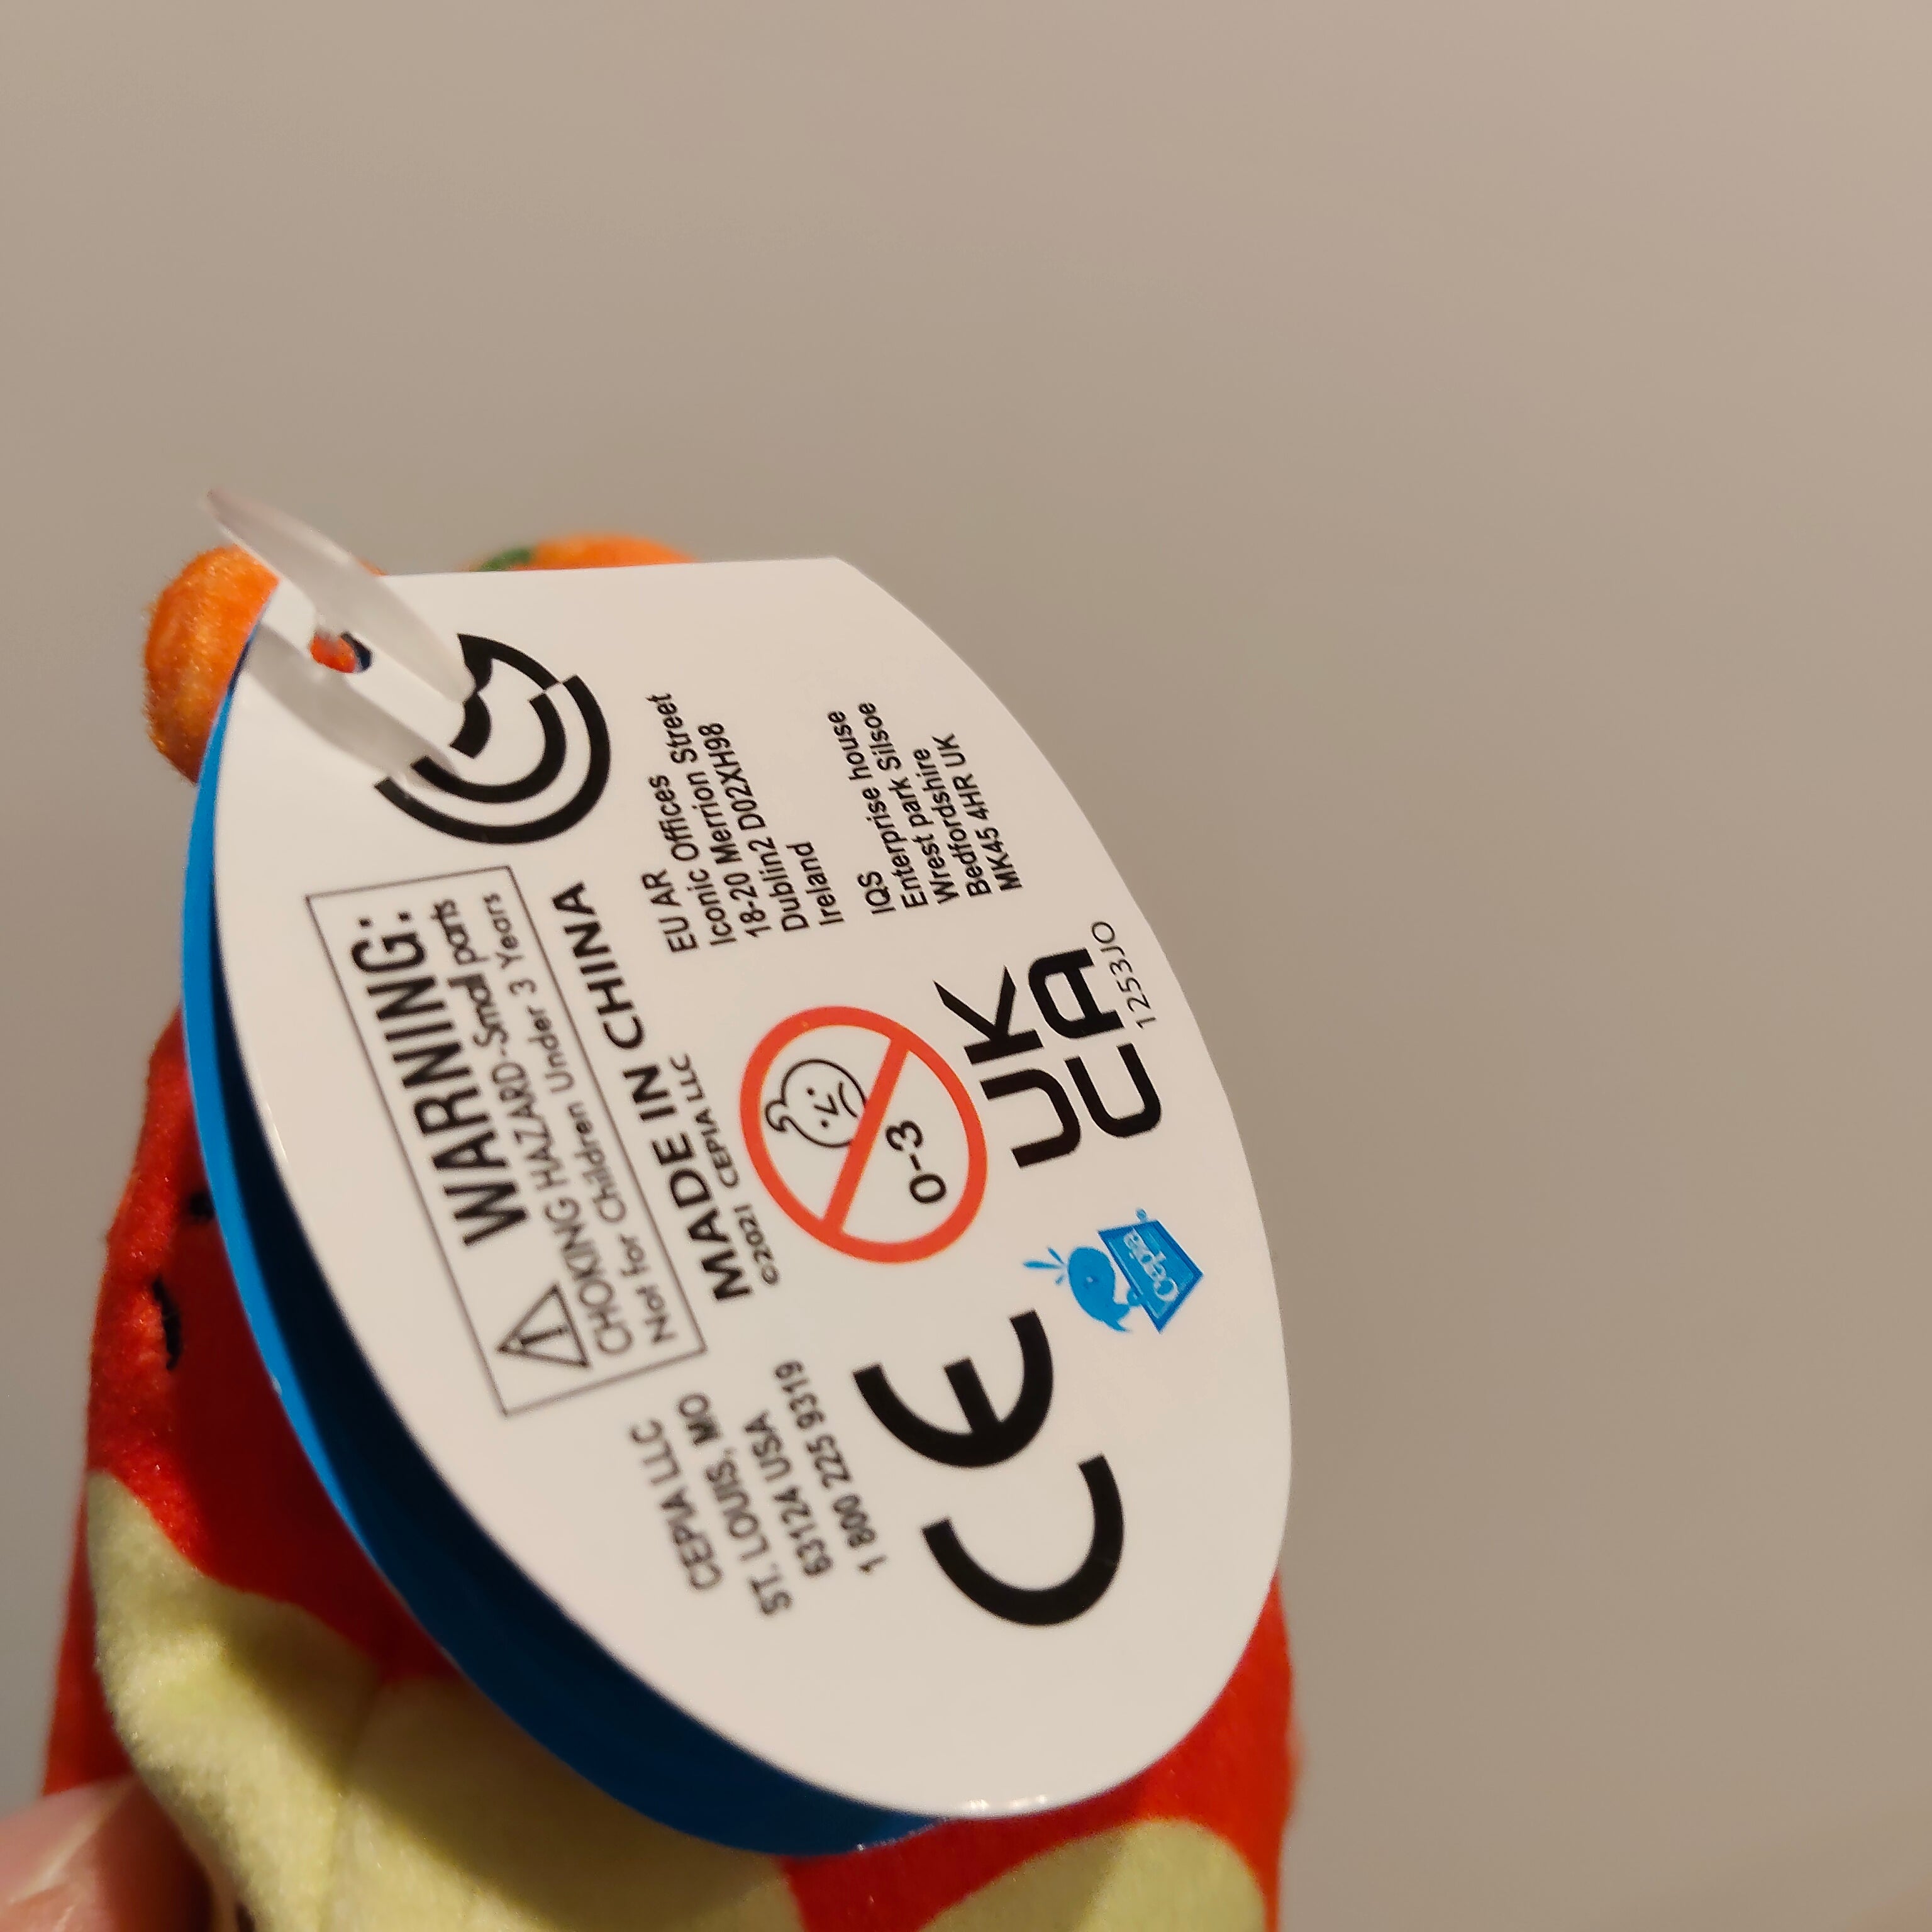 WARNING:
CHOKING HAZARD-Small parts
Not for Children Under 3 Years
MADE IN CHINA
©2021 CEPIA LLC
CEPIA LLC
ST. LOUIS, MO
63124 USA
1 800 225 9319
EU AR
Iconic Offices
18-20 Merrion Street
Dublin2 D02XH98
Ireland
IQS
Enterprise house
Wrest park Silsoe
Bedfordshire
MK45 4HR UK
0-3
CE
Cepia
UK
CA
1253JO